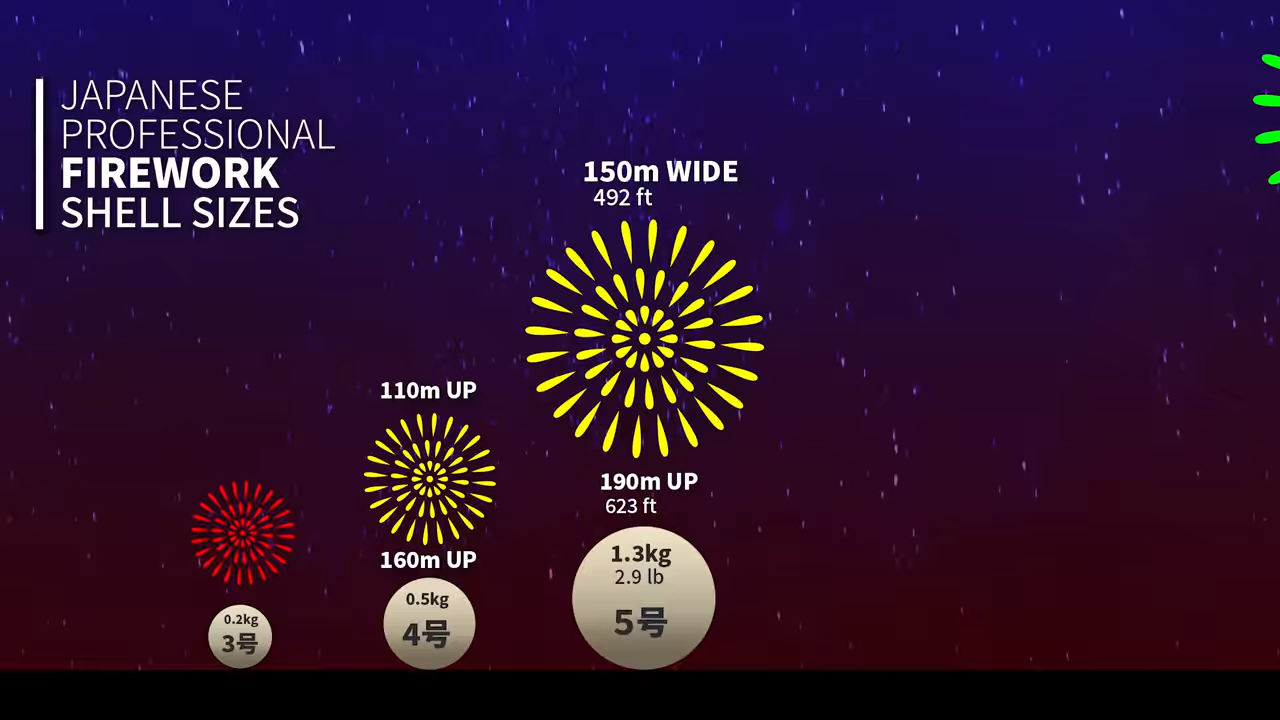 JAPANESE
PROFESSIONAL
FIREWORK
SHELL SIZES
0.2kg
3号
110m UP
160m UP
0.5kg
4号
150m WIDE
492 ft
190m UP
623 ft
1.3kg
2.9 lb
5号